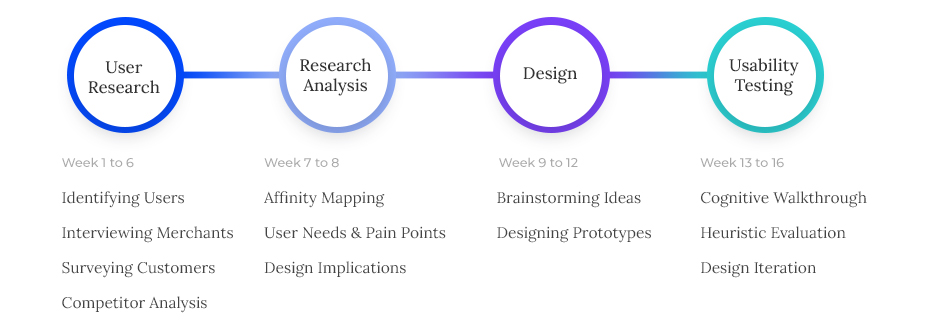 User
Research
Research
Analysis
Design
Usability
Testing
Week 1 to 6
Identifying Users
Interviewing Merchants
Surveying Customers
Competitor Analysis
Week 7 to 8
Affinity Mapping
User Needs & Pain Points
Design Implications
Week 9 to 12
Brainstorming Ideas
Designing Prototypes
Week 13 to 16
Cognitive Walkthrough
Heuristic Evaluation
Design Iteration